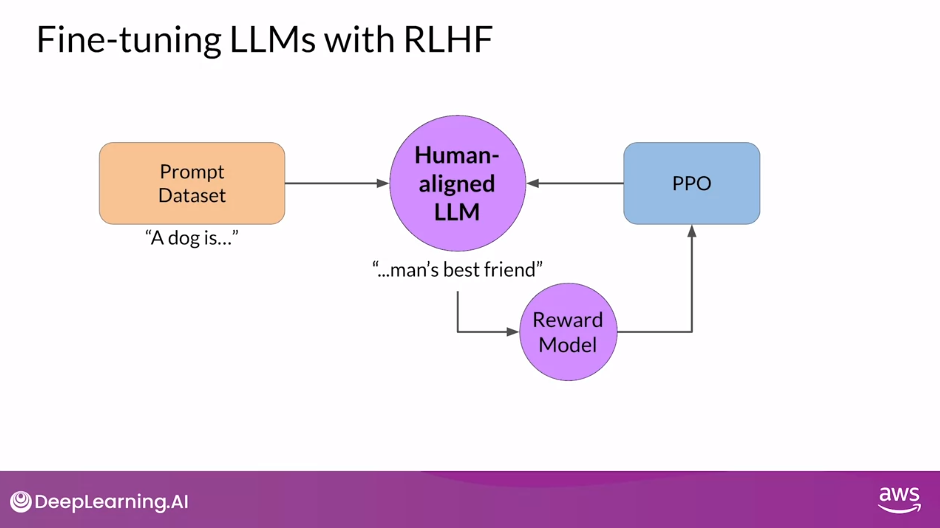 Fine-tuning LLMs with RLHF
Prompt
Dataset
“A dog is…”
Human-
aligned
LLM
“...man’s best friend”
PPO
Reward
Model
DeepLearning.AI
aws